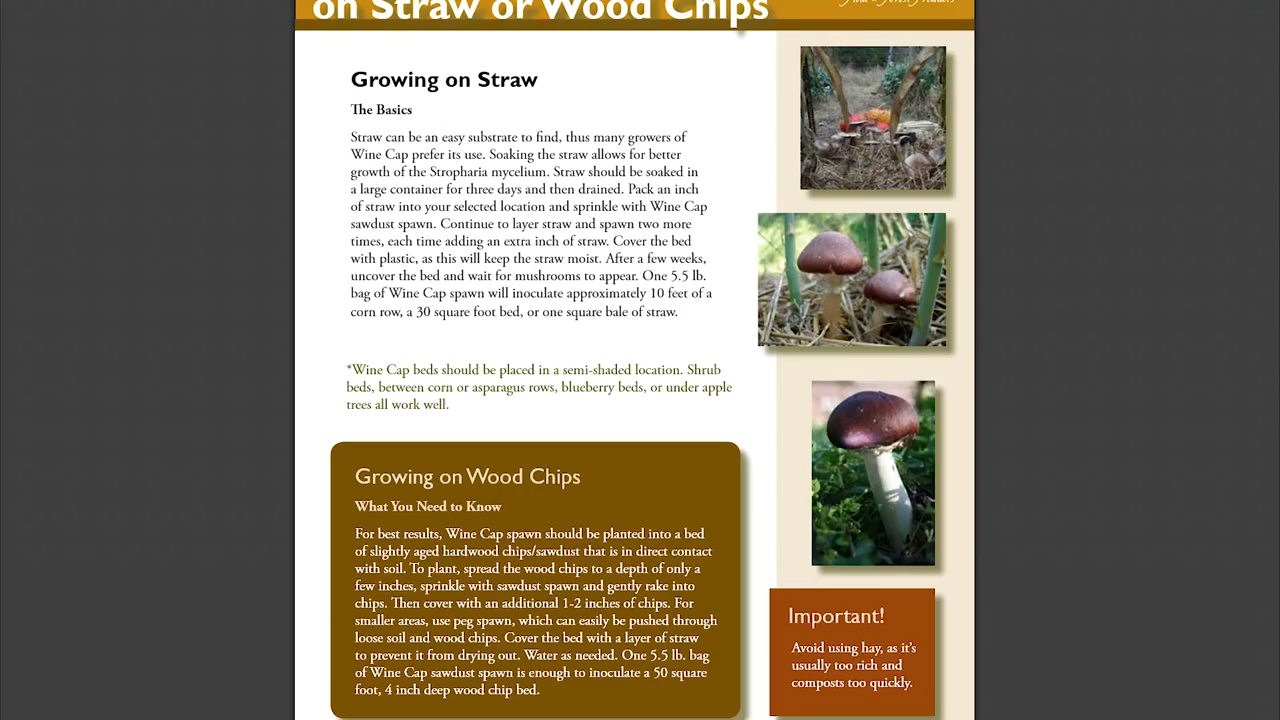 on Straw or Wood Chips
Growing on Straw
The Basics
Straw can be an easy substrate to find, thus many growers of
Wine Cap prefer its use. Soaking the straw allows for better
growth of the Stropharia mycelium. Straw should be soaked in
a large container for three days and then drained. Pack an inch
of straw into your selected location and sprinkle with Wine Cap
sawdust spawn. Continue to layer straw and spawn two more
times, each time adding an extra inch of straw. Cover the bed
with plastic, as this will keep the straw moist. After a few weeks,
uncover the bed and wait for mushrooms to appear. One 5.5 lb.
bag of Wine Cap spawn will inoculate approximately 10 feet of a
corn row, a 30 square foot bed, or one square bale of straw.
*Wine Cap beds should be placed in a semi-shaded location. Shrub
beds, between corn or asparagus rows, blueberry beds, or under apple
trees all work well.
Growing on Wood Chips
What You Need to Know
For best results, Wine Cap spawn should be planted into a bed
of slightly aged hardwood chips/sawdust that is in direct contact
with soil. To plant, spread the wood chips to a depth of only a
few inches, sprinkle with sawdust spawn and gently rake into
chips. Then cover with an additional 1-2 inches of chips. For
smaller areas, use peg spawn, which can easily be pushed through
loose soil and wood chips. Cover the bed with a layer of straw
to prevent it from drying out. Water as needed. One 5.5 lb. bag
of Wine Cap sawdust spawn is enough to inoculate a 50 square
foot, 4 inch deep wood chip bed.
Important!
Avoid using hay, as it's
usually too rich and
composts too quickly.